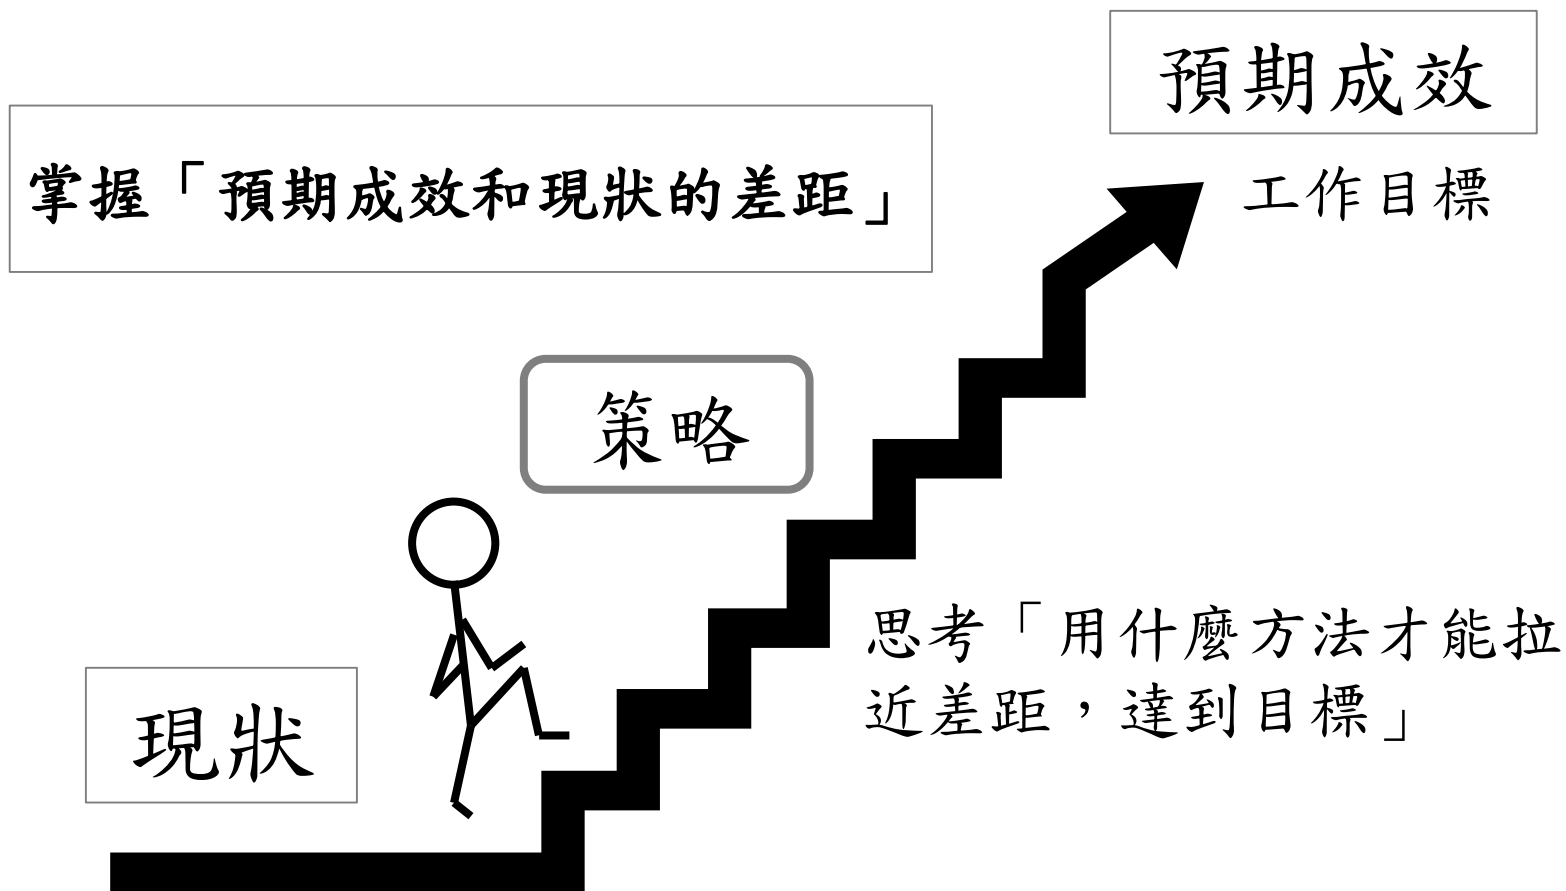 預期成效
掌握「預期成效和現狀的差距」
工作目標
策略
思考「用什麼方法才能拉
近差距，達到目標」
現狀